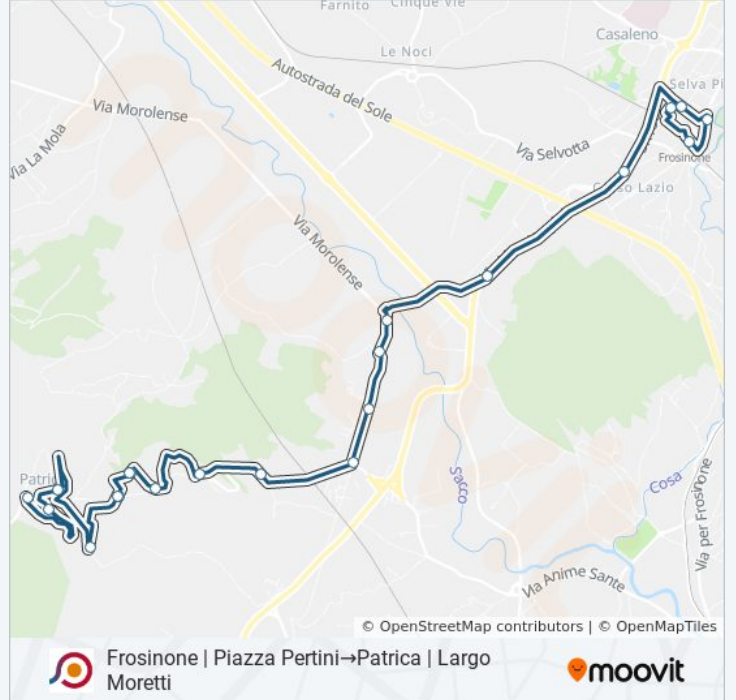 Farnito
Cinque Vie
Casaleno
Le Noci
Autostrada del Sole
Selva Pi
Via Morolense
Via La Mola
Via Selvotta
Frosinone
Corso Lazio
Via Morolense
Patrica
Sacco
Cosa
Via per Frosinone
Via Anime Sante
© OpenStreetMap contributors | © OpenMapTiles
Frosinone | Piazza Pertini→Patrica | Largo
Moretti
moovit